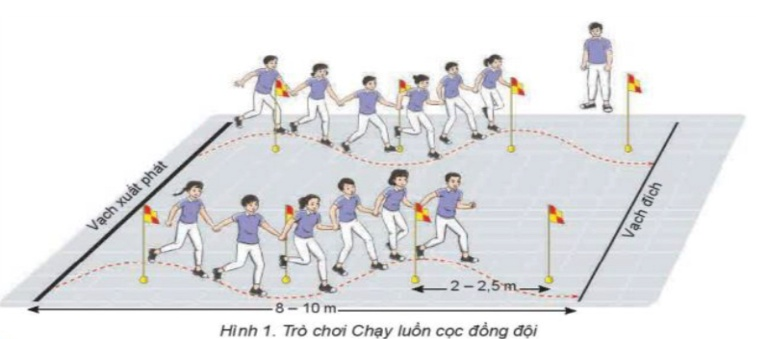 Vạch xuất phát
Vạch đích
2 – 2,5 m
8 – 10 m
Hình 1. Trò chơi Chạy luồn cọc đồng đội